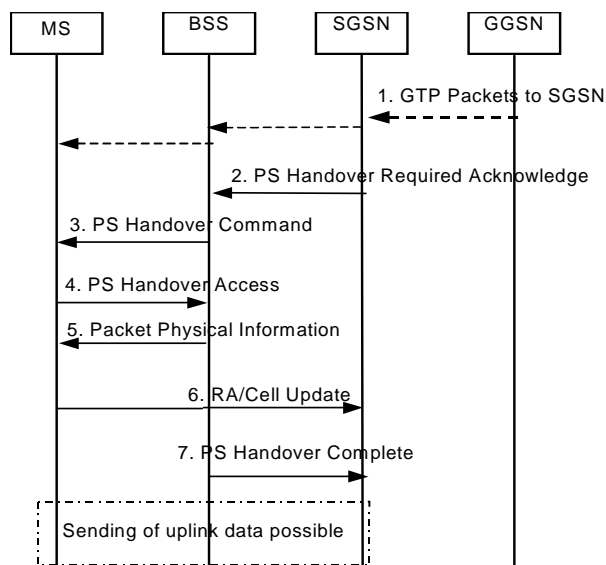 MS
BSS
SGSN
GGSN
1. GTP Packets to SGSN
2. PS Handover Required Acknowledge
3. PS Handover Command
4. PS Handover Access
5. Packet Physical Information
6. RA/Cell Update
7. PS Handover Complete
Sending of uplink data possible